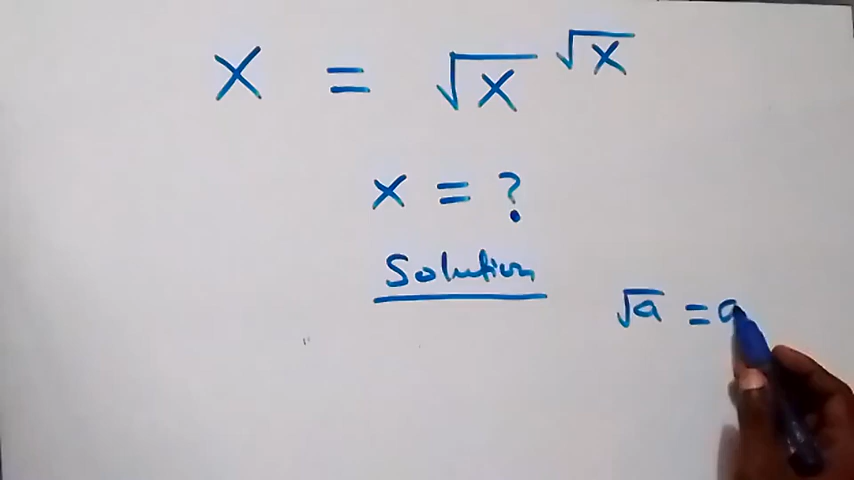 x = √x^√x
x = ?
Solution
√a = a